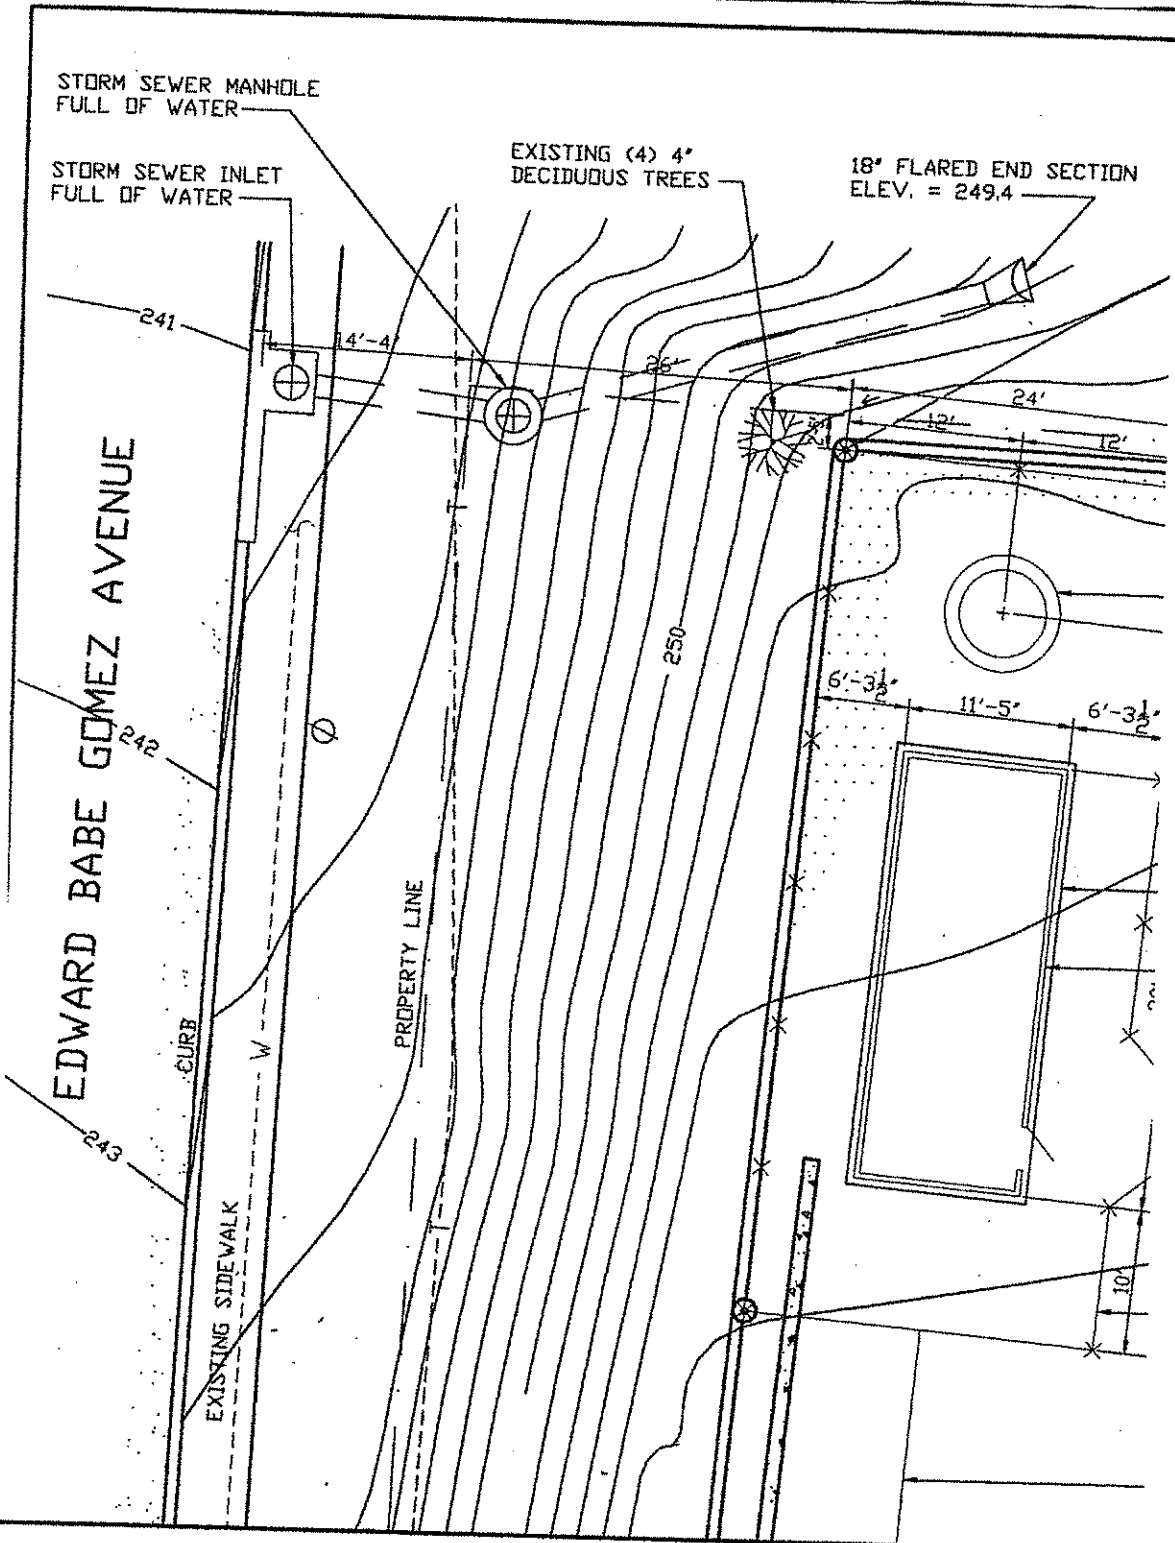 STORM SEWER MANHOLE
FULL OF WATER
STORM SEWER INLET
FULL OF WATER
EXISTING (4) 4"
DECIDUOUS TREES
18" FLARED END SECTION
ELEV. = 249.4
241
14'-4"
26'
24'
12'
12'
EDWARD BABE GOMEZ AVENUE
T
250
6'-3½"
11'-5"
6'-3½"
242
PROPERTY LINE
CURB
W
243
T
EXISTING SIDEWALK
10'